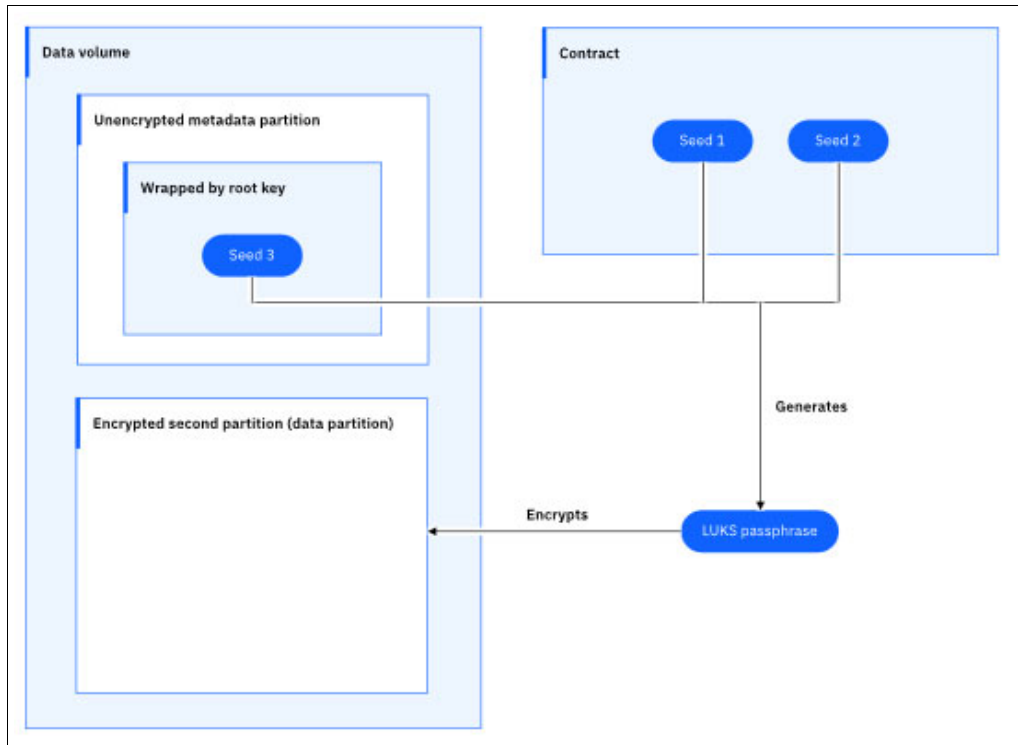 Data volume
Contract
Unencrypted metadata partition
Seed 1
Seed 2
Wrapped by root key
Seed 3
Generates
Encrypted second partition (data partition)
Encrypts
LUKS passphrase